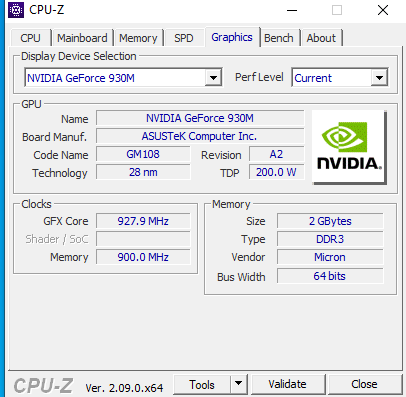 CPU-Z
CPU Mainboard Memory SPD Graphics Bench About
Display Device Selection
NVIDIA GeForce 930M Perf Level Current
GPU
Name NVIDIA GeForce 930M
Board Manuf. ASUSTeK Computer Inc.
Code Name GM108 Revision A2
Technology 28 nm TDP 200.0 W
NVIDIA.
Clocks
GFX Core 927.9 MHz
Shader / SoC
Memory 900.0 MHz
Memory
Size 2 GBytes
Type DDR3
Vendor Micron
Bus Width 64 bits
CPU-Z Ver. 2.09.0.x64 Tools Validate Close